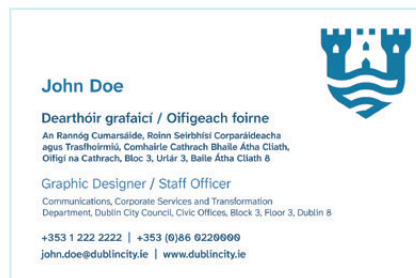 John Doe
Dearthóir grafaicí / Oifigeach foirne
An Rannóg Cumarsáide, Roinn Seirbhísí Corparáideacha
agus Trasfhoirmiú, Comhairle Cathrach Bhaile Átha Cliath,
Oifigí na Cathrach, Bloc 3, Urlár 3, Baile Átha Cliath 8
Graphic Designer / Staff Officer
Communications, Corporate Services and Transformation
Department, Dublin City Council, Civic Offices, Block 3, Floor 3, Dublin 8
+353 1 222 2222 | +353 (0)86 0220000
john.doe@dublincity.ie | www.dublincity.ie